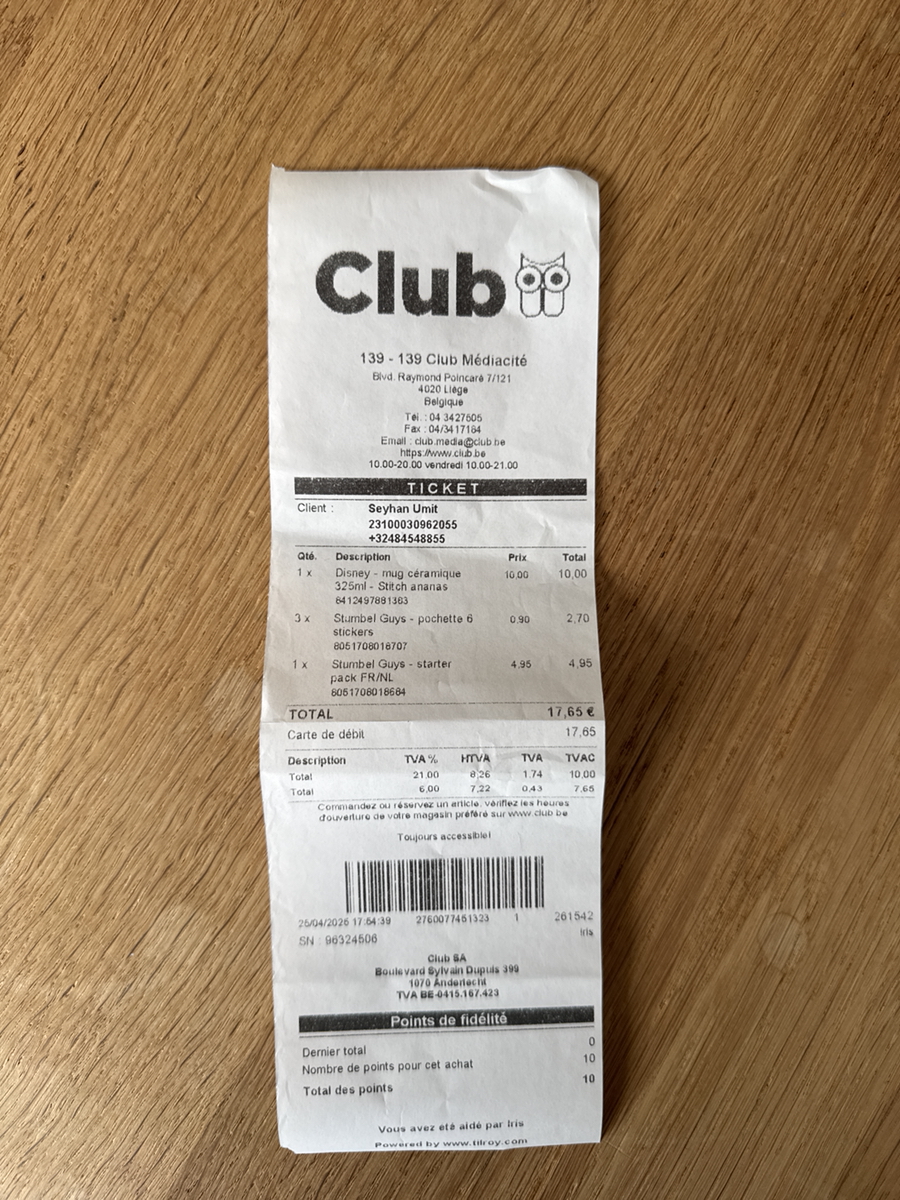 Club
139 - 139 Club Médiacité
Blvd. Raymond Poincaré 7/121
4020 Liège
Belgique
Tél. : 04 3427605
Fax : 04/3417184
Email : club.media@club.be
https://www.club.be
10.00-20.00 vendredi 10.00-21.00
TICKET
Client : Seyhan Umit
23100030962055
+32484548855
Qté. Description Prix Total
1 x Disney - mug céramique 10,00 10,00
325ml - Stitch ananas
8412497881383
3 x Stumbel Guys - pochette 6 0,90 2,70
stickers
8051708016707
1 x Stumbel Guys - starter 4,95 4,95
pack FR/NL
8051708018684
TOTAL 17,65 €
Carte de débit 17,65
Description TVA % HTVA TVA TVAC
Total 21.00 8,26 1,74 10,00
Total 6,00 7,22 0,43 7,65
Commandez ou réservez un article, vérifiez les heures
d'ouverture de votre magasin préféré sur www.club.be
Toujours accessible!
25/04/2026 17:54:39 2760077451323 1 261542
SN : 96324506 Iris
Club SA
Boulevard Sylvain Dupuis 399
1070 Anderlecht
TVA BE-0415.167.423
Points de fidélité
Dernier total 0
Nombre de points pour cet achat 10
Total des points 10
Vous avez été aidé par Iris
Powered by www.tilroy.com